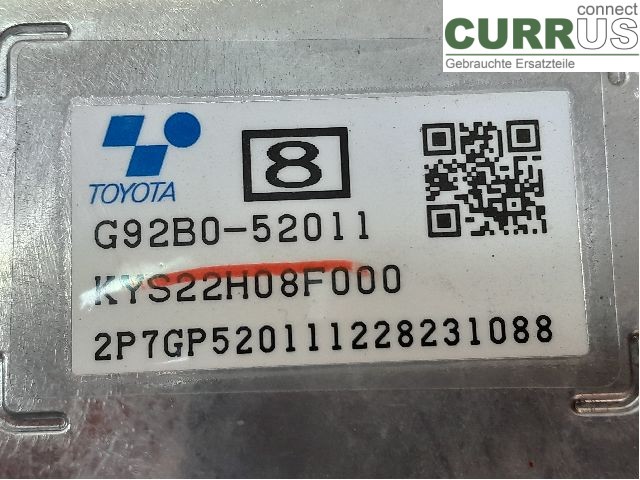 connect
CURRUS
Gebrauchte Ersatzteile
TOYOTA
8
G92B0-52011
KYS22H08F000
2P7GP520111228231088